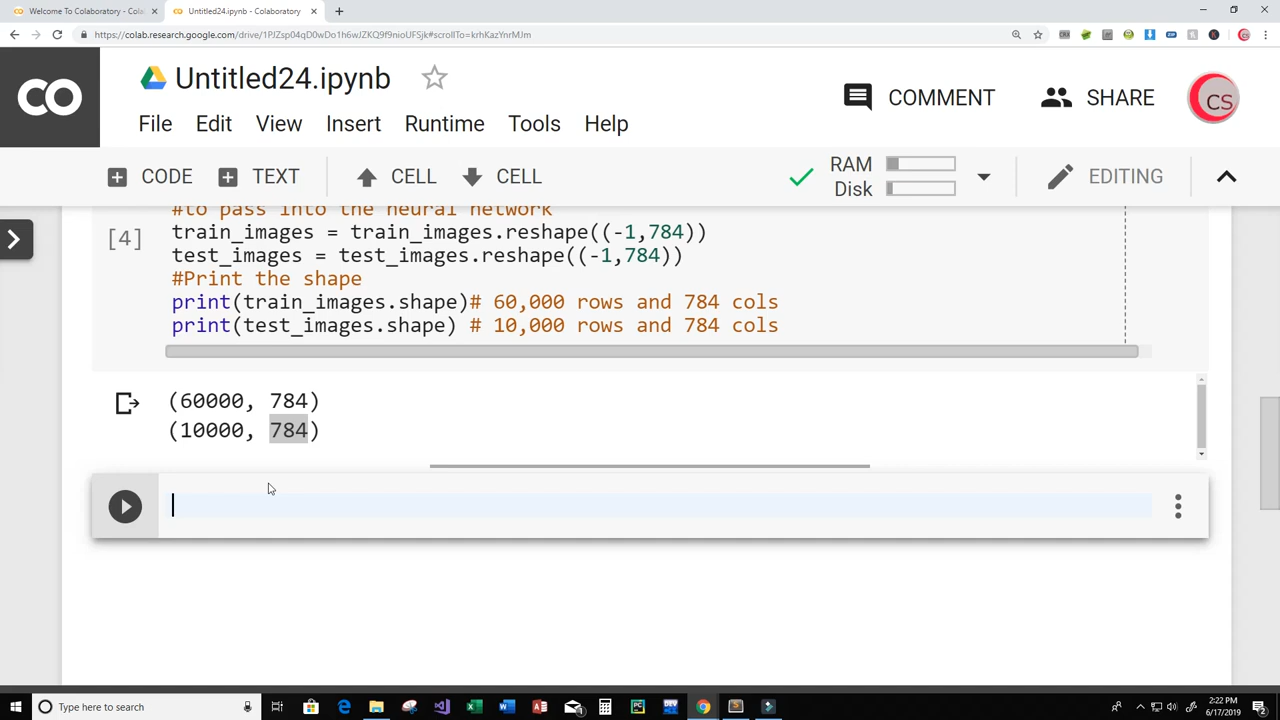 Welcome To Colaboratory - Cola
Untitled24.ipynb - Colaboratory
https://colab.research.google.com/drive/1PJZsp04qD0wDo1h6wJZKQ9f9nioUFSjk#scrollTo=krhKazYnrMJm
CO
Untitled24.ipynb
COMMENT
SHARE
CS
File Edit View Insert Runtime Tools Help
CODE TEXT CELL CELL
RAM
Disk
EDITING
#to pass into the neural network
[4] train_images = train_images.reshape((-1,784))
test_images = test_images.reshape((-1,784))
#Print the shape
print(train_images.shape)# 60,000 rows and 784 cols
print(test_images.shape) # 10,000 rows and 784 cols
(60000, 784)
(10000, 784)
Type here to search
2:22 PM
6/17/2019